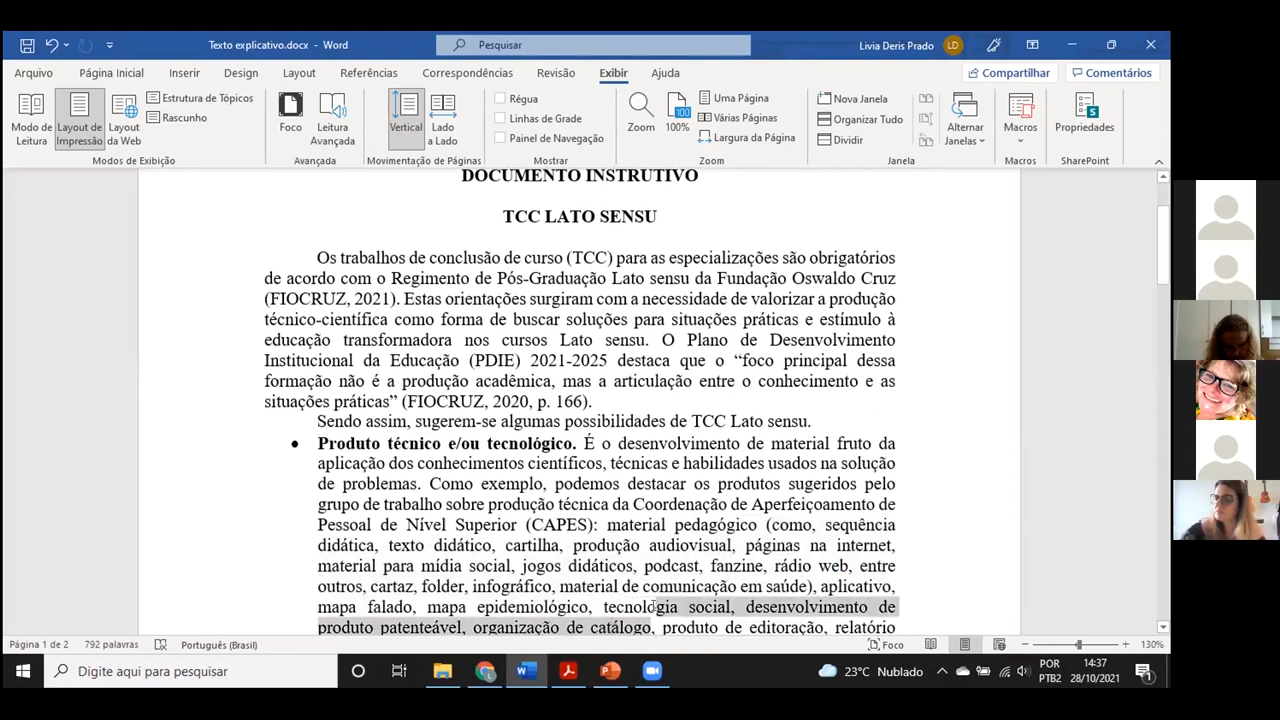 Texto explicativo.docx - Word
Pesquisar
Livia Deris Prado
LD
Arquivo
Página Inicial
Inserir
Design
Layout
Referências
Correspondências
Revisão
Exibir
Ajuda
Compartilhar
Comentários
Modo de Leitura
Layout de Impressão
Layout da Web
Estrutura de Tópicos
Rascunho
Modos de Exibição
Foco
Leitura Avançada
Avançada
Vertical
Lado a Lado
Movimentação de Páginas
Régua
Linhas de Grade
Painel de Navegação
Mostrar
Zoom
100
100%
Uma Página
Várias Páginas
Largura da Página
Zoom
Nova Janela
Organizar Tudo
Dividir
Alternar Janelas
Janela
Macros
Macros
Propriedades
SharePoint
DOCUMENTO INSTRUTIVO
TCC LATO SENSU
Os trabalhos de conclusão de curso (TCC) para as especializações são obrigatórios
de acordo com o Regimento de Pós-Graduação Lato sensu da Fundação Oswaldo Cruz
(FIOCRUZ, 2021). Estas orientações surgiram com a necessidade de valorizar a produção
técnico-científica como forma de buscar soluções para situações práticas e estímulo à
educação transformadora nos cursos Lato sensu. O Plano de Desenvolvimento
Institucional da Educação (PDIE) 2021-2025 destaca que o “foco principal dessa
formação não é a produção acadêmica, mas a articulação entre o conhecimento e as
situações práticas” (FIOCRUZ, 2020, p. 166).
Sendo assim, sugerem-se algumas possibilidades de TCC Lato sensu.
• Produto técnico e/ou tecnológico. É o desenvolvimento de material fruto da
aplicação dos conhecimentos científicos, técnicas e habilidades usados na solução
de problemas. Como exemplo, podemos destacar os produtos sugeridos pelo
grupo de trabalho sobre produção técnica da Coordenação de Aperfeiçoamento de
Pessoal de Nível Superior (CAPES): material pedagógico (como, sequência
didática, texto didático, cartilha, produção audiovisual, páginas na internet,
material para mídia social, jogos didáticos, podcast, fanzine, rádio web, entre
outros, cartaz, folder, infográfico, material de comunicação em saúde), aplicativo,
mapa falado, mapa epidemiológico, tecnologia social, desenvolvimento de
produto patenteável, organização de catálogo, produto de editoração, relatório
Página 1 de 2
792 palavras
Português (Brasil)
Foco
130%
Digite aqui para pesquisar
23°C Nublado
POR
PTB2
14:37
28/10/2021
1